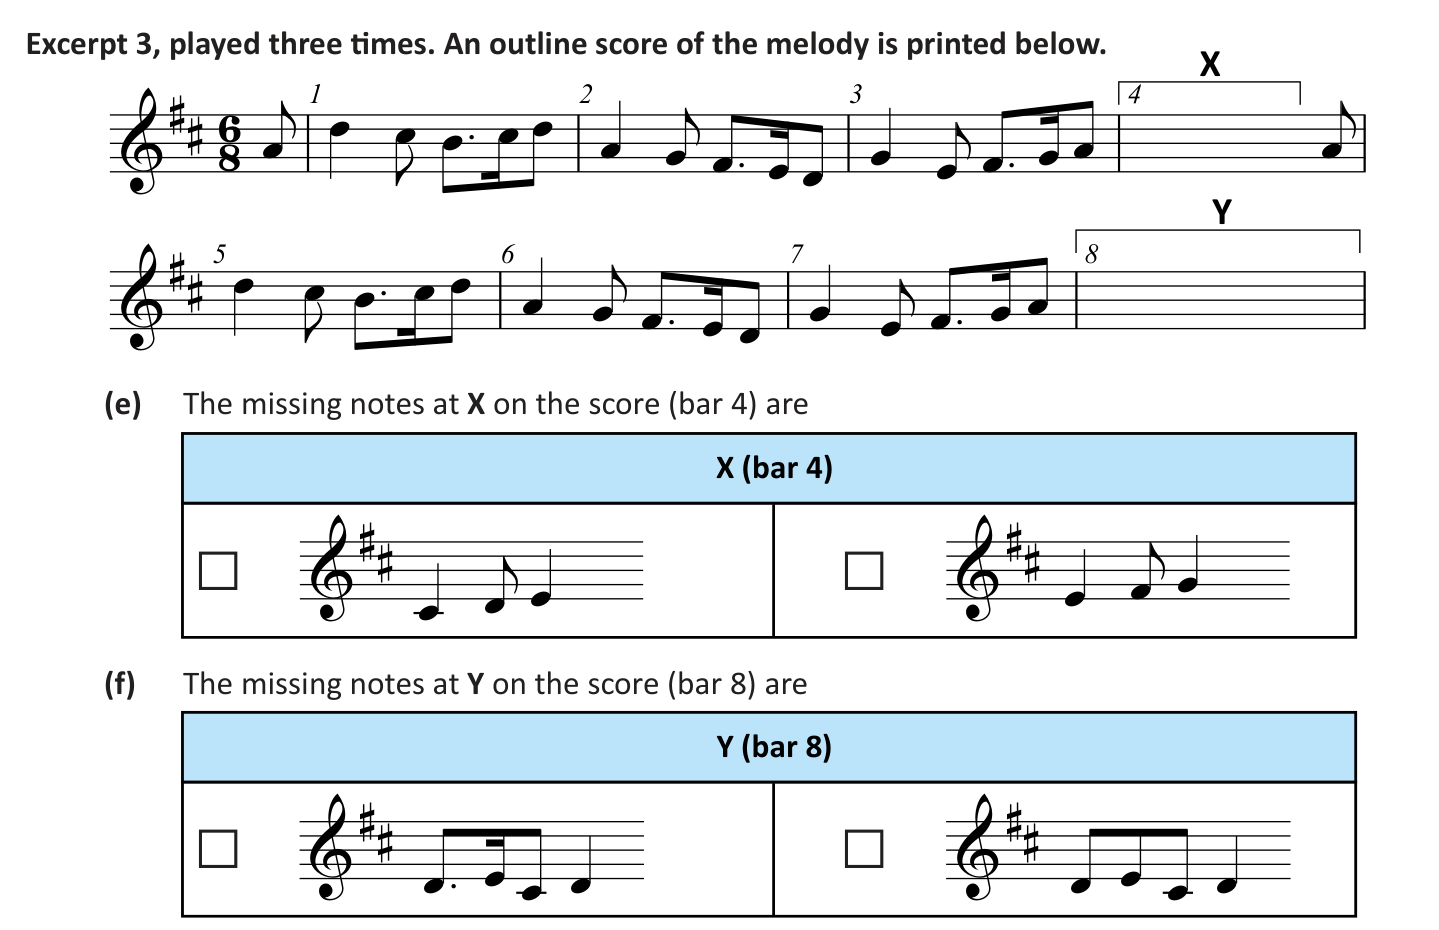 Excerpt 3, played three times. An outline score of the melody is printed below.
X
1 2 3 4
6
8
Y
5 6 7 8
(e) The missing notes at X on the score (bar 4) are
X (bar 4)
(f) The missing notes at Y on the score (bar 8) are
Y (bar 8)